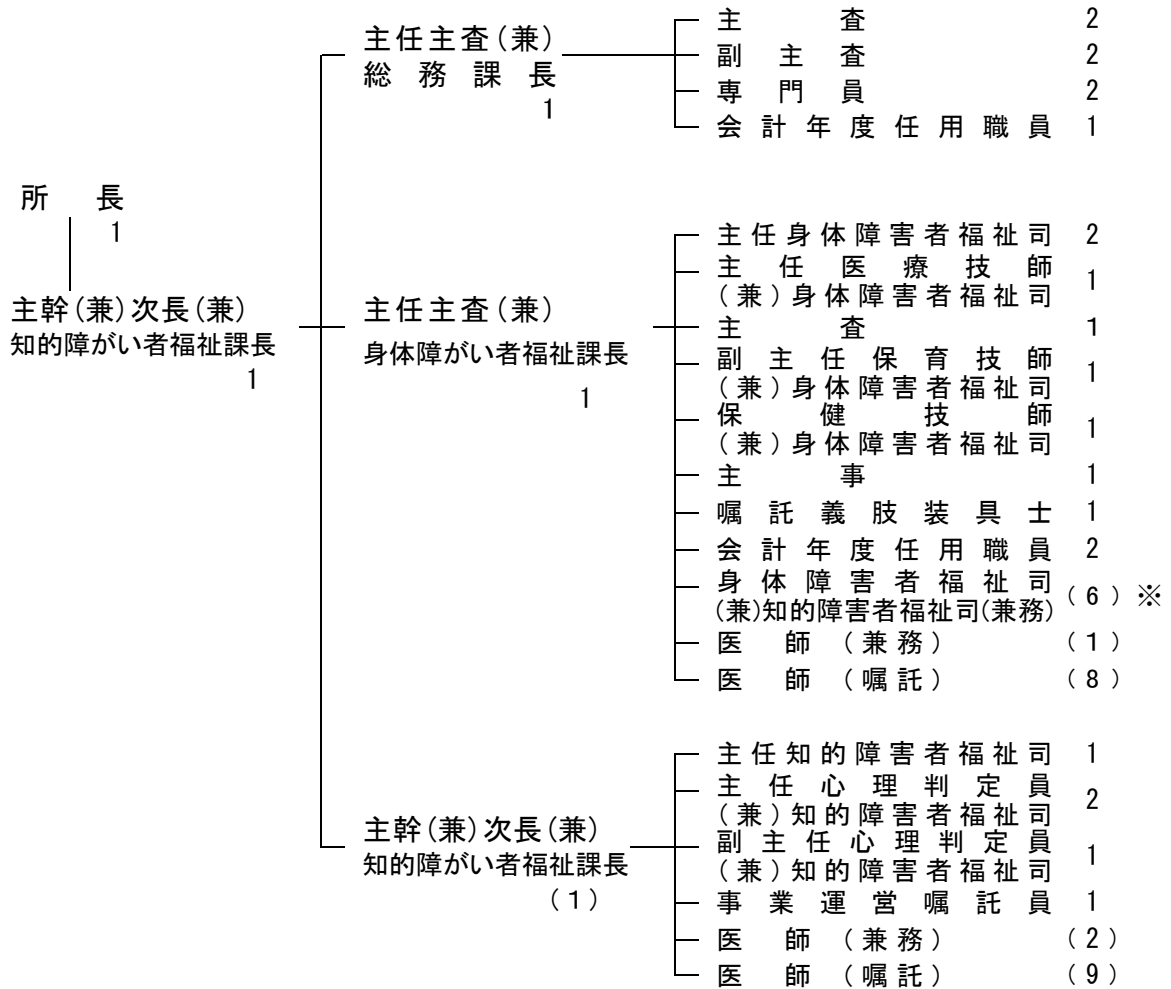 所長
1
主幹(兼)次長(兼)
知的障がい者福祉課長
1
主任主査(兼)
総務課長
1
主査 2
副主査 2
専門員 2
会計年度任用職員 1
主任主査(兼)
身体障がい者福祉課長
1
主任身体障害者福祉司 2
主任医療技師
(兼)身体障害者福祉司 1
主査 1
副主任保育技師
(兼)身体障害者福祉司 1
保健技師
(兼)身体障害者福祉司 1
主事 1
嘱託義肢装具士 1
会計年度任用職員 2
身体障害者福祉司
(兼)知的障害者福祉司(兼務) (6)※
医師(兼務) (1)
医師(嘱託) (8)
主幹(兼)次長(兼)
知的障がい者福祉課長
(1)
主任知的障害者福祉司 1
主任心理判定員
(兼)知的障害者福祉司 2
副主任心理判定員
(兼)知的障害者福祉司 1
事業運営嘱託員 1
医師(兼務) (2)
医師(嘱託) (9)